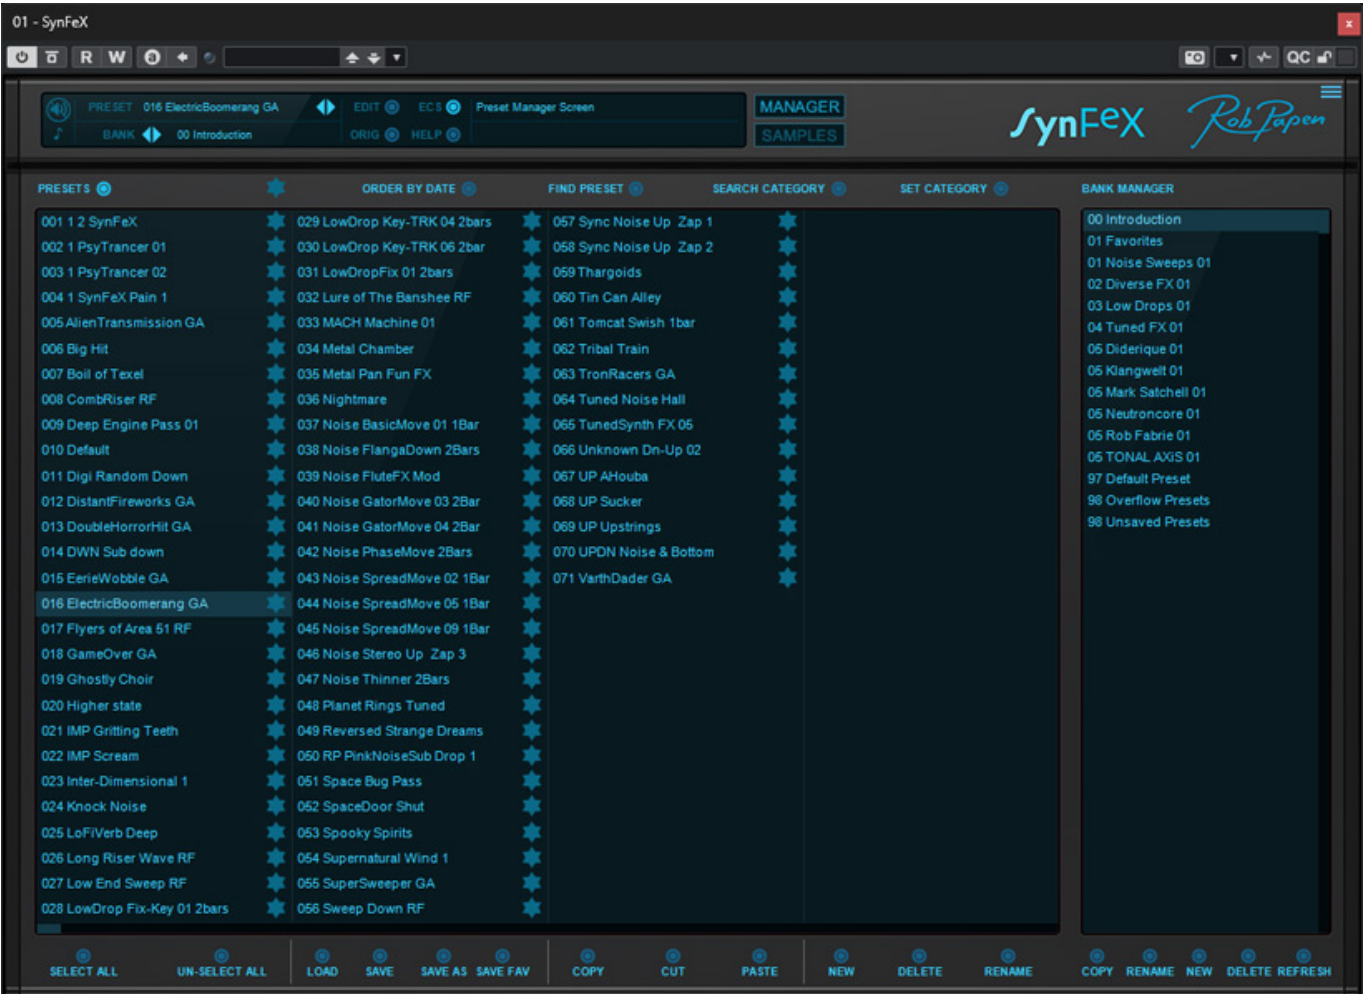 01 - SynFeX
x
R W a QC
PRESET 016 ElectricBoomerang GA EDIT ECS Preset Manager Screen MANAGER
BANK 00 Introduction ORIG HELP SAMPLES
SynFeX Rob Papen
PRESETS ORDER BY DATE FIND PRESET SEARCH CATEGORY SET CATEGORY BANK MANAGER
001 1 2 SynFeX
002 1 PsyTrancer 01
003 1 PsyTrancer 02
004 1 SynFeX Pain 1
005 AlienTransmission GA
006 Big Hit
007 Boil of Texel
008 CombRiser RF
009 Deep Engine Pass 01
010 Default
011 Digi Random Down
012 DistantFireworks GA
013 DoubleHorrorHit GA
014 DWN Sub down
015 EerieWobble GA
016 ElectricBoomerang GA
017 Flyers of Area 51 RF
018 GameOver GA
019 Ghostly Choir
020 Higher state
021 IMP Gritting Teeth
022 IMP Scream
023 Inter-Dimensional 1
024 Knock Noise
025 LoFiVerb Deep
026 Long Riser Wave RF
027 Low End Sweep RF
028 LowDrop Fix-Key 01 2bars
029 LowDrop Key-TRK 04 2bars
030 LowDrop Key-TRK 06 2bar
031 LowDropFix 01 2bars
032 Lure of The Banshee RF
033 MACH Machine 01
034 Metal Chamber
035 Metal Pan Fun FX
036 Nightmare
037 Noise BasicMove 01 1Bar
038 Noise FlangaDown 2Bars
039 Noise FluteFX Mod
040 Noise GatorMove 03 2Bar
041 Noise GatorMove 04 2Bar
042 Noise PhaseMove 2Bars
043 Noise SpreadMove 02 1Bar
044 Noise SpreadMove 05 1Bar
045 Noise SpreadMove 09 1Bar
046 Noise Stereo Up  Zap 3
047 Noise Thinner 2Bars
048 Planet Rings Tuned
049 Reversed Strange Dreams
050 RP PinkNoiseSub Drop 1
051 Space Bug Pass
052 SpaceDoor Shut
053 Spooky Spirits
054 Supernatural Wind 1
055 SuperSweeper GA
056 Sweep Down RF
057 Sync Noise Up  Zap 1
058 Sync Noise Up  Zap 2
059 Thargoids
060 Tin Can Alley
061 Tomcat Swish 1bar
062 Tribal Train
063 TronRacers GA
064 Tuned Noise Hall
065 TunedSynth FX 05
066 Unknown Dn-Up 02
067 UP AHouba
068 UP Sucker
069 UP Upstrings
070 UPDN Noise & Bottom
071 VarthDader GA
00 Introduction
01 Favorites
01 Noise Sweeps 01
02 Diverse FX 01
03 Low Drops 01
04 Tuned FX 01
05 Diderique 01
05 Klangwelt 01
05 Mark Satchell 01
05 Neutroncore 01
05 Rob Fabrie 01
05 TONAL AXiS 01
97 Default Preset
98 Overflow Presets
98 Unsaved Presets
SELECT ALL UN-SELECT ALL LOAD SAVE SAVE AS SAVE FAV COPY CUT PASTE NEW DELETE RENAME COPY RENAME NEW DELETE REFRESH